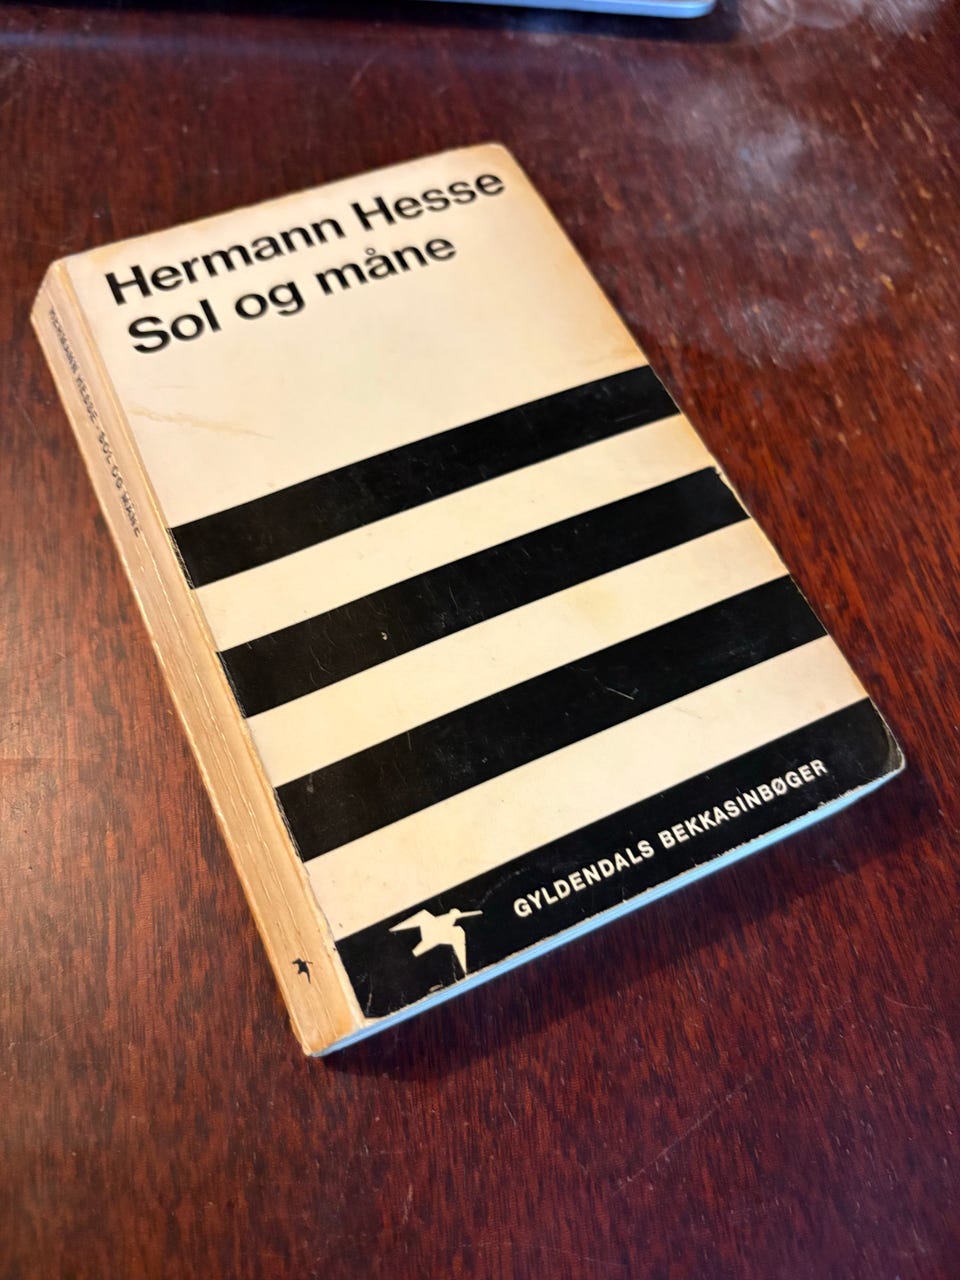 Hermann Hesse
Sol og måne
HERMANN HESSE · SOL OG MÅNE
GYLDENDALS BEKKASINBØGER